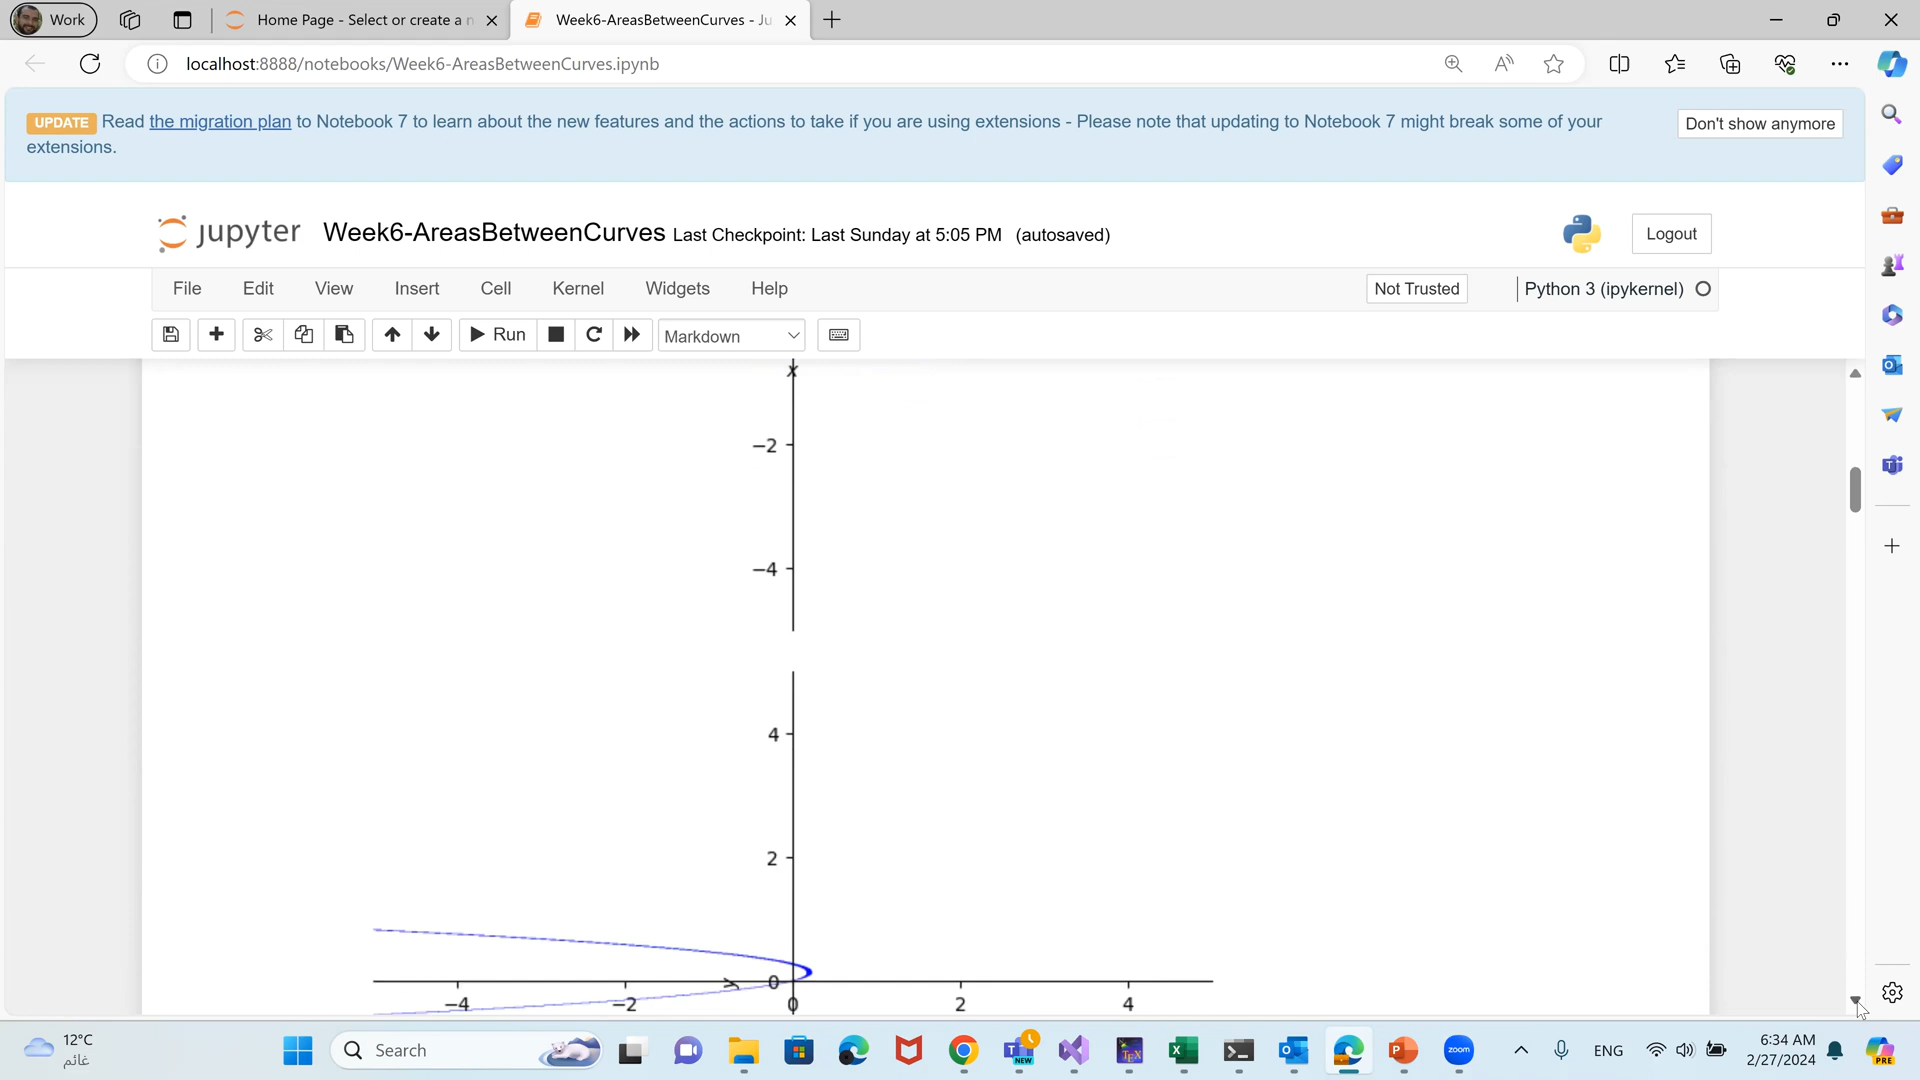 Work
Home Page - Select or create a n
Week6-AreasBetweenCurves - Ju
localhost:8888/notebooks/Week6-AreasBetweenCurves.ipynb
UPDATE Read the migration plan to Notebook 7 to learn about the new features and the actions to take if you are using extensions - Please note that updating to Notebook 7 might break some of your
extensions.
Don't show anymore
jupyter Week6-AreasBetweenCurves Last Checkpoint: Last Sunday at 5:05 PM (autosaved)
Logout
File Edit View Insert Cell Kernel Widgets Help
Not Trusted
Python 3 (ipykernel)
Run
Markdown
x
−2
−4
4
2
y 0
−4 −2 0 2 4
12°C
غائم
Search
NEW
TEX
zoom
ENG
6:34 AM
2/27/2024
PRE